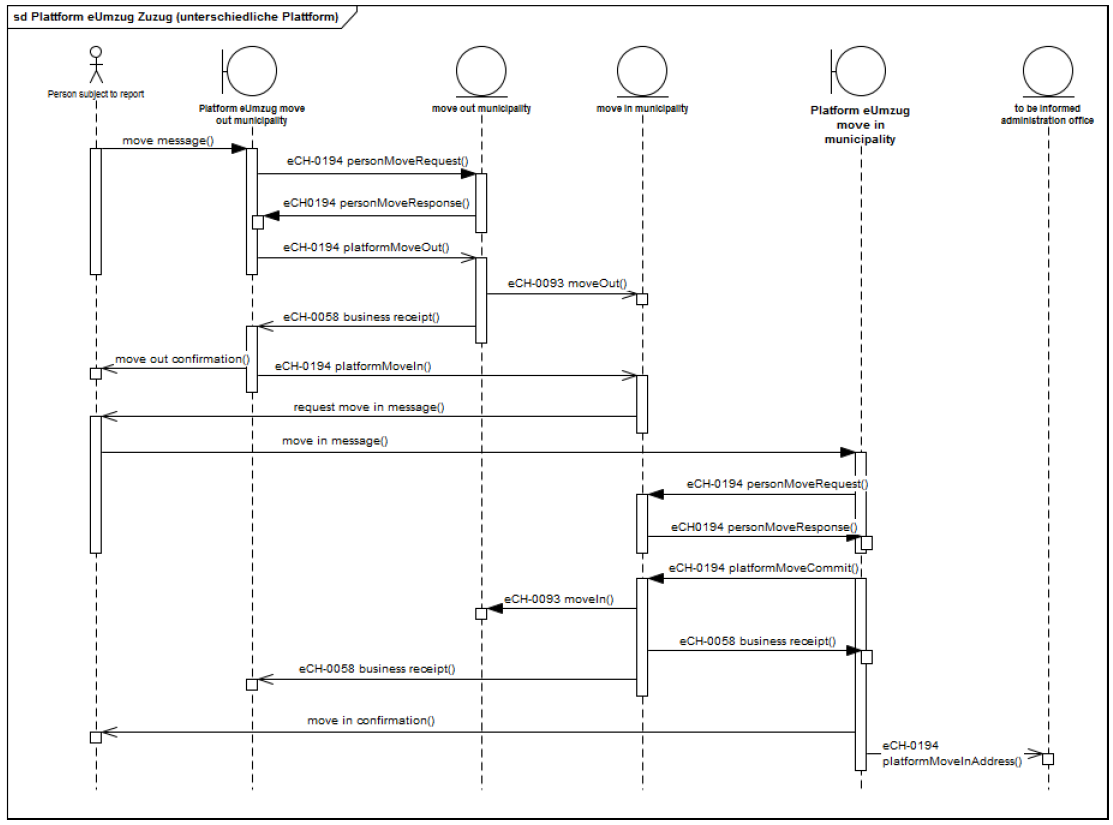 sd Plattform eUmzug Zuzug (unterschiedliche Plattform)
Person subject to report
Platform eUmzug move
out municipality
move out municipality
move in municipality
Platform eUmzug
move in
municipality
to be informed
administration office
move message()
eCH-0194 personMoveRequest()
eCH0194 personMoveResponse()
eCH-0194 platformMoveOut()
eCH-0093 moveOut()
eCH-0058 business receipt()
move out confirmation()
eCH-0194 platformMoveIn()
request move in message()
move in message()
eCH-0194 personMoveRequest()
eCH0194 personMoveResponse()
eCH-0194 platformMoveCommit()
eCH-0093 moveIn()
eCH-0058 business receipt()
eCH-0058 business receipt()
move in confirmation()
eCH-0194
platformMoveInAddress()